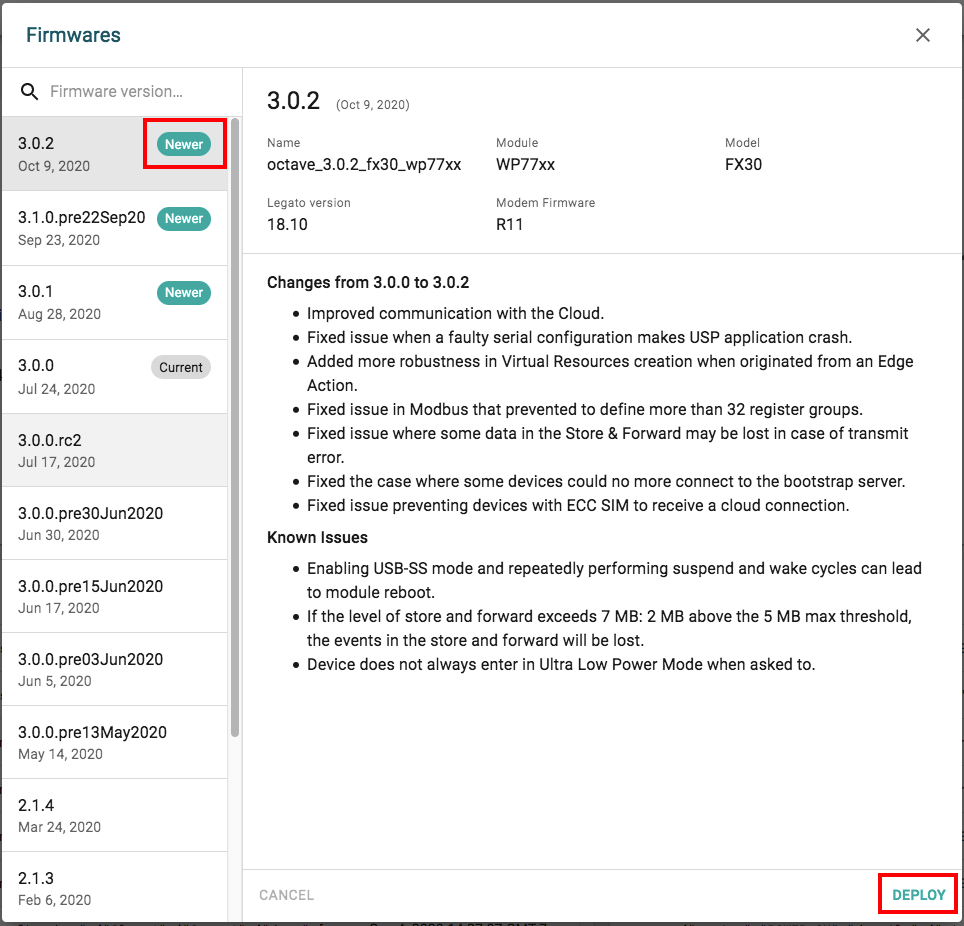 Firmwares
Firmware version...
3.0.2
Newer
Oct 9, 2020
3.1.0.pre22Sep20
Newer
Sep 23, 2020
3.0.1
Newer
Aug 28, 2020
3.0.0
Current
Jul 24, 2020
3.0.0.rc2
Jul 17, 2020
3.0.0.pre30Jun2020
Jun 30, 2020
3.0.0.pre15Jun2020
Jun 17, 2020
3.0.0.pre03Jun2020
Jun 5, 2020
3.0.0.pre13May2020
May 14, 2020
2.1.4
Mar 24, 2020
2.1.3
Feb 6, 2020
3.0.2 (Oct 9, 2020)
Name Module Model
octave_3.0.2_fx30_wp77xx WP77xx FX30
Legato version Modem Firmware
18.10 R11
Changes from 3.0.0 to 3.0.2
• Improved communication with the Cloud.
• Fixed issue when a faulty serial configuration makes USP application crash.
• Added more robustness in Virtual Resources creation when originated from an Edge
Action.
• Fixed issue in Modbus that prevented to define more than 32 register groups.
• Fixed issue where some data in the Store & Forward may be lost in case of transmit
error.
• Fixed the case where some devices could no more connect to the bootstrap server.
• Fixed issue preventing devices with ECC SIM to receive a cloud connection.
Known Issues
• Enabling USB-SS mode and repeatedly performing suspend and wake cycles can lead
to module reboot.
• If the level of store and forward exceeds 7 MB: 2 MB above the 5 MB max threshold,
the events in the store and forward will be lost.
• Device does not always enter in Ultra Low Power Mode when asked to.
CANCEL
DEPLOY